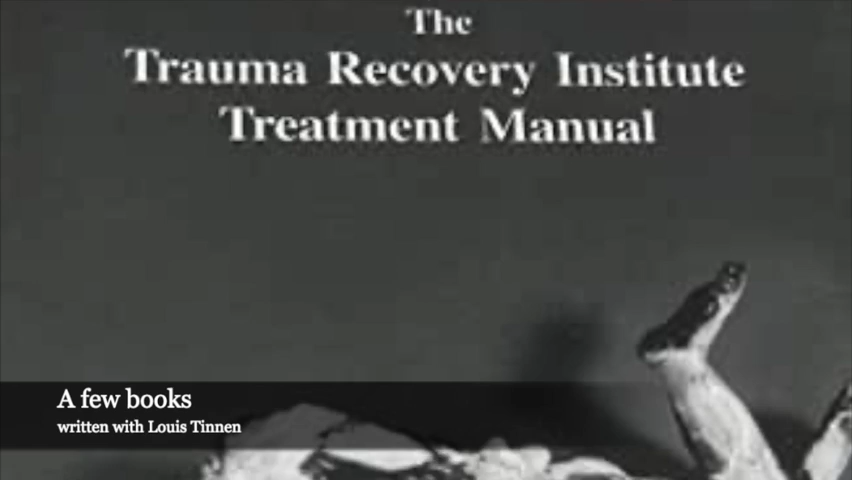 The
Trauma Recovery Institute
Treatment Manual
A few books
written with Louis Tinnen